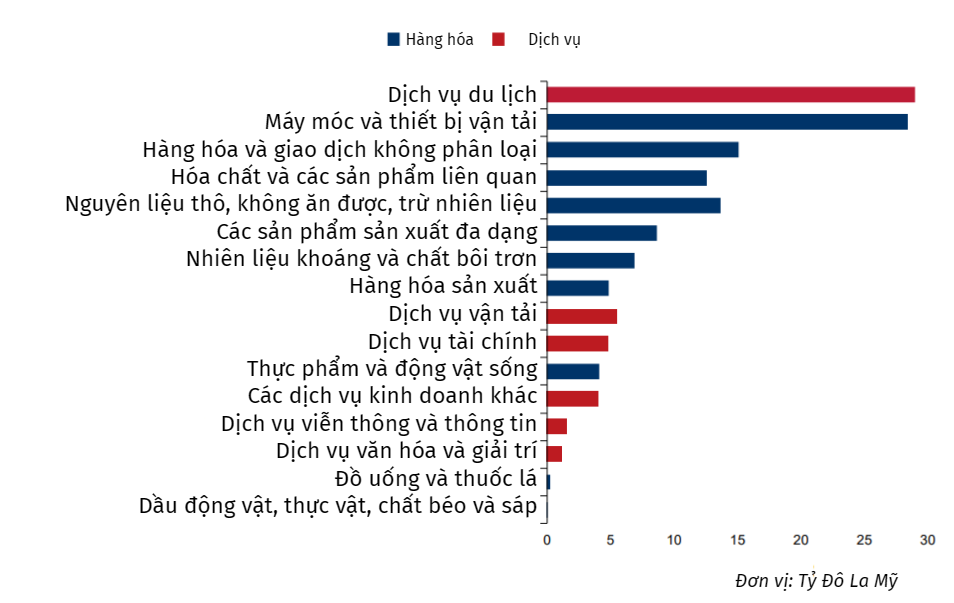 Hàng hóa Dịch vụ
Dịch vụ du lịch
Máy móc và thiết bị vận tải
Hàng hóa và giao dịch không phân loại
Hóa chất và các sản phẩm liên quan
Nguyên liệu thô, không ăn được, trừ nhiên liệu
Các sản phẩm sản xuất đa dạng
Nhiên liệu khoáng và chất bôi trơn
Hàng hóa sản xuất
Dịch vụ vận tải
Dịch vụ tài chính
Thực phẩm và động vật sống
Các dịch vụ kinh doanh khác
Dịch vụ viễn thông và thông tin
Dịch vụ văn hóa và giải trí
Đồ uống và thuốc lá
Dầu động vật, thực vật, chất béo và sáp
0 5 10 15 20 25 30
Đơn vị: Tỷ Đô La Mỹ